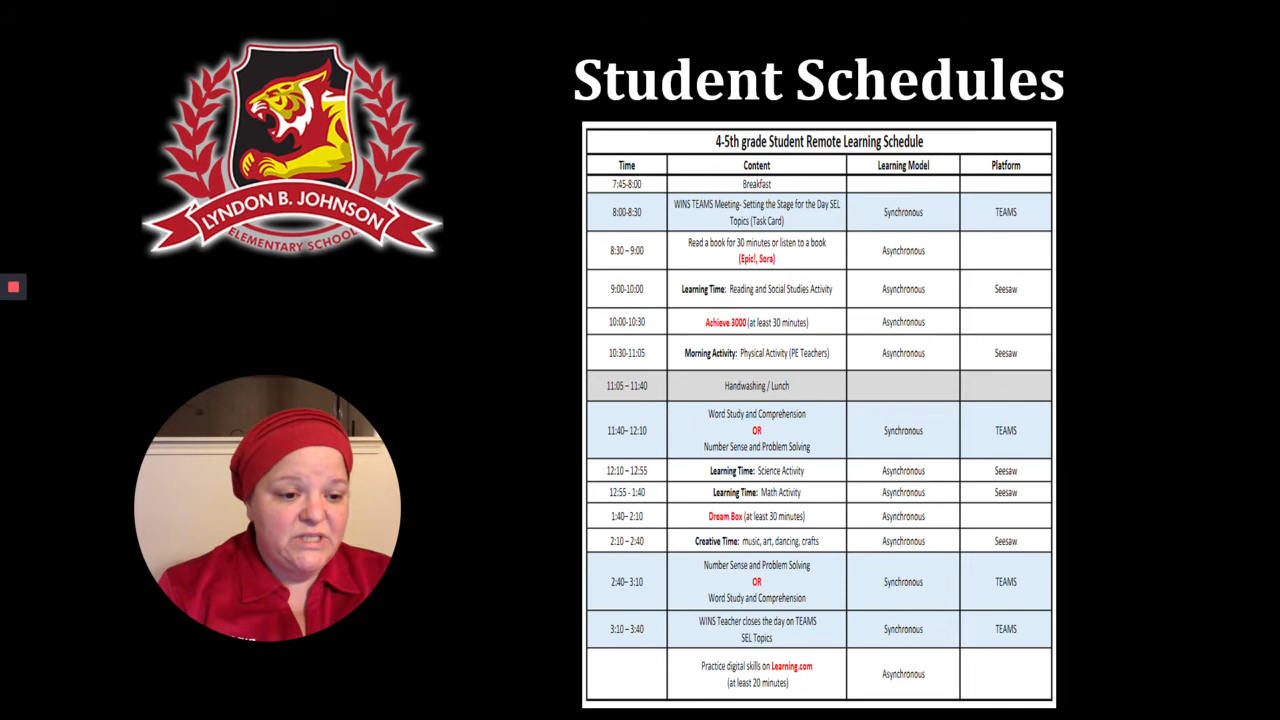 LYNDON B. JOHNSON
ELEMENTARY SCHOOL
Student Schedules
4-5th grade Student Remote Learning Schedule
Time Content Learning Model Platform
7:45-8:00 Breakfast
8:00-8:30 WINS TEAMS Meeting- Setting the Stage for the Day SEL Topics (Task Card) Synchronous TEAMS
8:30 – 9:00 Read a book for 30 minutes or listen to a book (Epic!, Sora) Asynchronous
9:00-10:00 Learning Time: Reading and Social Studies Activity Asynchronous Seesaw
10:00-10:30 Achieve 3000 (at least 30 minutes) Asynchronous
10:30-11:05 Morning Activity: Physical Activity (PE Teachers) Asynchronous Seesaw
11:05 – 11:40 Handwashing / Lunch
11:40– 12:10 Word Study and Comprehension OR Number Sense and Problem Solving Synchronous TEAMS
12:10 – 12:55 Learning Time: Science Activity Asynchronous Seesaw
12:55 - 1:40 Learning Time: Math Activity Asynchronous Seesaw
1:40– 2:10 Dream Box (at least 30 minutes) Asynchronous
2:10 – 2:40 Creative Time: music, art, dancing, crafts Asynchronous Seesaw
2:40– 3:10 Number Sense and Problem Solving OR Word Study and Comprehension Synchronous TEAMS
3:10 – 3:40 WINS Teacher closes the day on TEAMS SEL Topics Synchronous TEAMS
Practice digital skills on Learning.com (at least 20 minutes) Asynchronous